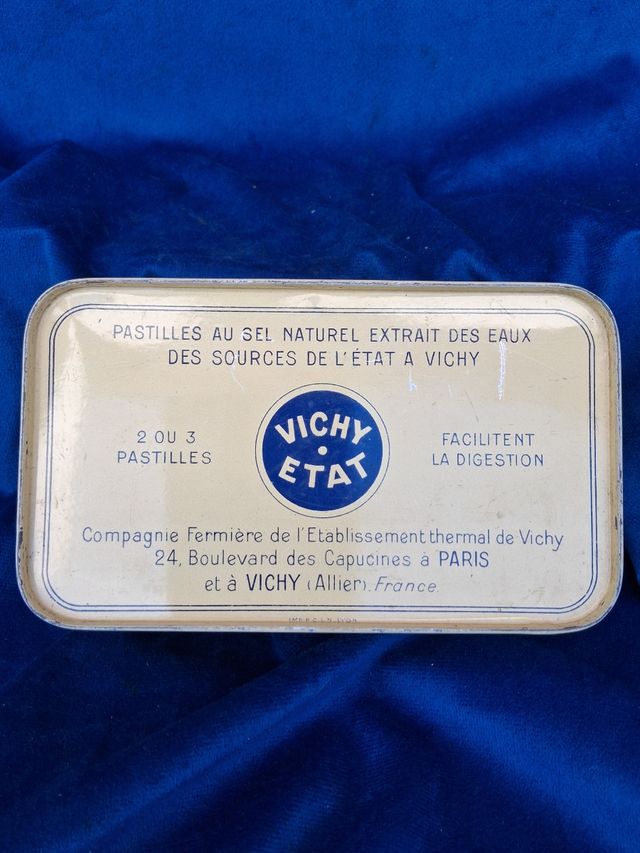 PASTILLES AU SEL NATUREL EXTRAIT DES EAUX
DES SOURCES DE L'ÉTAT A VICHY
2 OU 3
PASTILLES
VICHY
ETAT
FACILITENT
LA DIGESTION
Compagnie Fermière de l'Etablissement thermal de Vichy
24, Boulevard des Capucines à PARIS
et à VICHY (Allier). France.
LYON